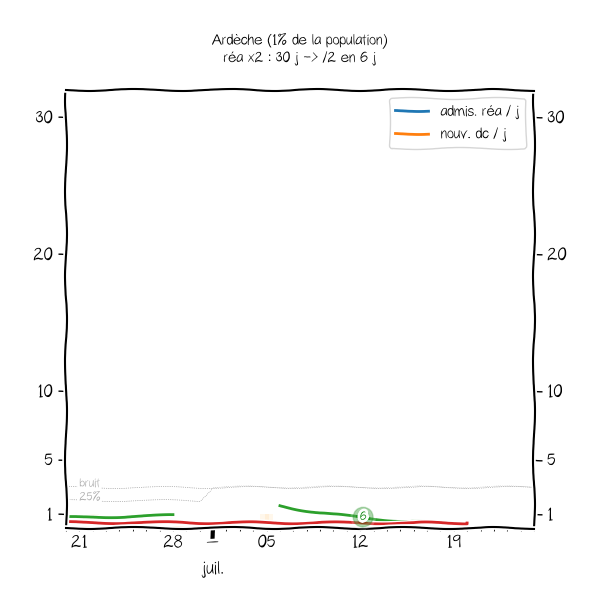 Ardèche (1% de la population)
réa x2 : 30 j -> /2 en 6 j
admis. réa / j
nouv. dc / j
30
30
20
20
10
10
5
5
bruit
25%
1
1
6
21
28
05
12
19
juil.